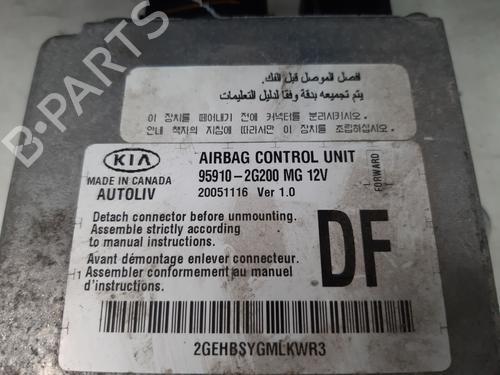 افصل الموصل قبل الفك.
يتم تجميعه بدقة وفقا لدليل التعليمات
이 장치를 떼어내기 전에 커넥터를 분리시키시오.
안내 책자의 지침에 따라서만 이 장치를 조립하십시오.
KIA
AIRBAG CONTROL UNIT
95910-2G200 MG 12V
20051116 Ver 1.0
FORWARD
MADE IN CANADA
AUTOLIV
Detach connector before unmounting.
Assemble strictly according
to manual instructions.
Avant démontage enlever connecteur.
Assembler conformement au manuel
d'instructions.
DF
2GEHBSYGMLKWR3
B-PARTS